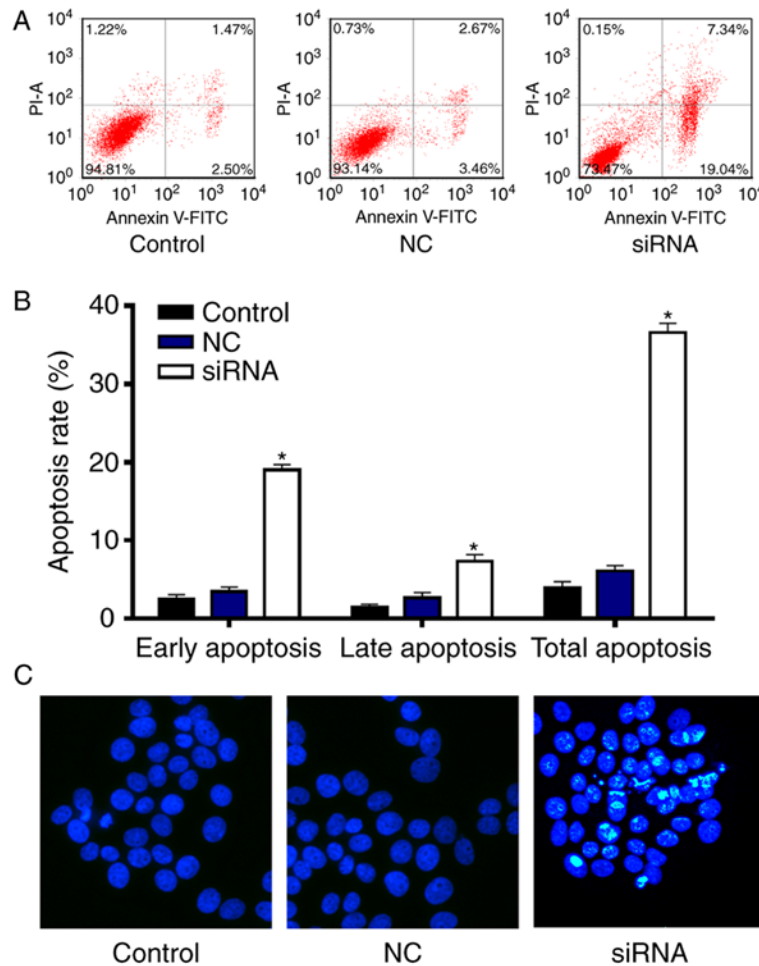 A
1.22% 1.47%
0.73% 2.67%
0.15% 7.34%
94.81% 2.50%
93.14% 3.46%
73.47% 19.04%
PI-A
10⁴
10³
10²
10¹
10⁰
10⁰ 10¹ 10² 10³ 10⁴
Annexin V-FITC
Control
PI-A
10⁴
10³
10²
10¹
10⁰
10⁰ 10¹ 10² 10³ 10⁴
Annexin V-FITC
NC
PI-A
10⁴
10³
10²
10¹
10⁰
10⁰ 10¹ 10² 10³ 10⁴
Annexin V-FITC
siRNA
B
Apoptosis rate (%)
40
30
20
10
0
Control
NC
siRNA
*
*
*
Early apoptosis Late apoptosis Total apoptosis
C
Control NC siRNA